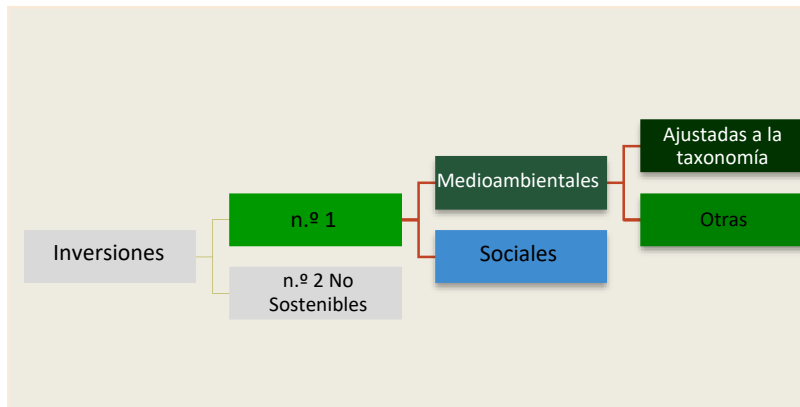 Inversiones
n.º 1
n.º 2 No
Sostenibles
Medioambientales
Sociales
Ajustadas a la
taxonomía
Otras